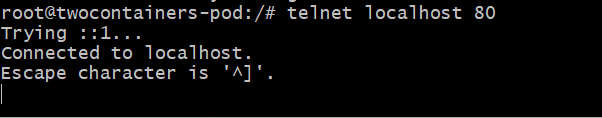 root@twocontainers-pod:/# telnet localhost 80
Trying ::1...
Connected to localhost.
Escape character is '^]'.